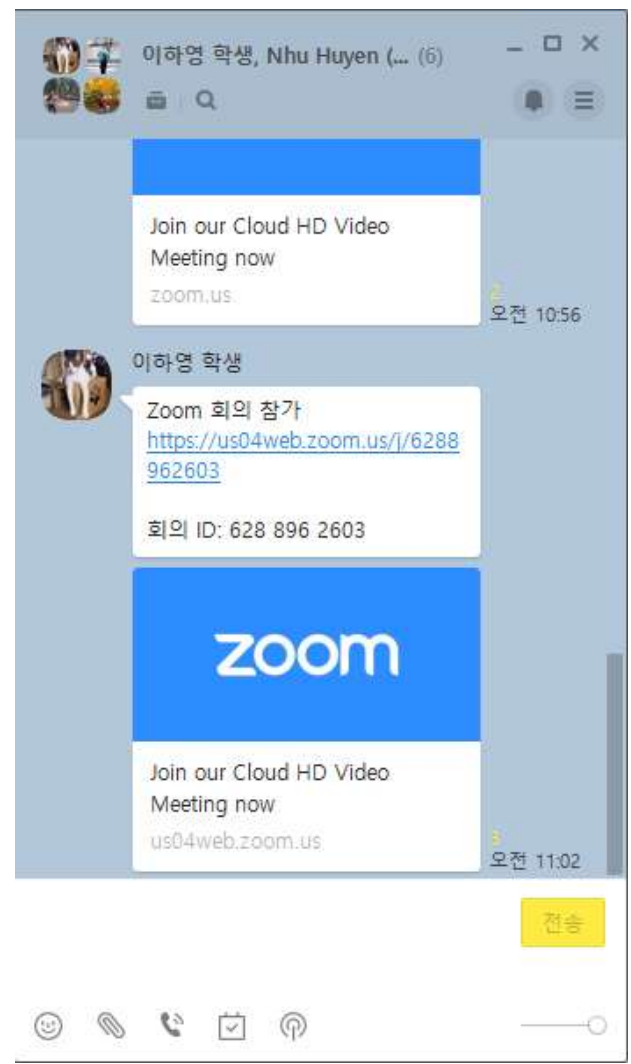 이하영 학생, Nhu Huyen (... (6)
Join our Cloud HD Video
Meeting now
zoom.us
2
오전 10:56
이하영 학생
Zoom 회의 참가
https://us04web.zoom.us/j/6288
962603
회의 ID: 628 896 2603
zoom
Join our Cloud HD Video
Meeting now
us04web.zoom.us
3
오전 11:02
전송